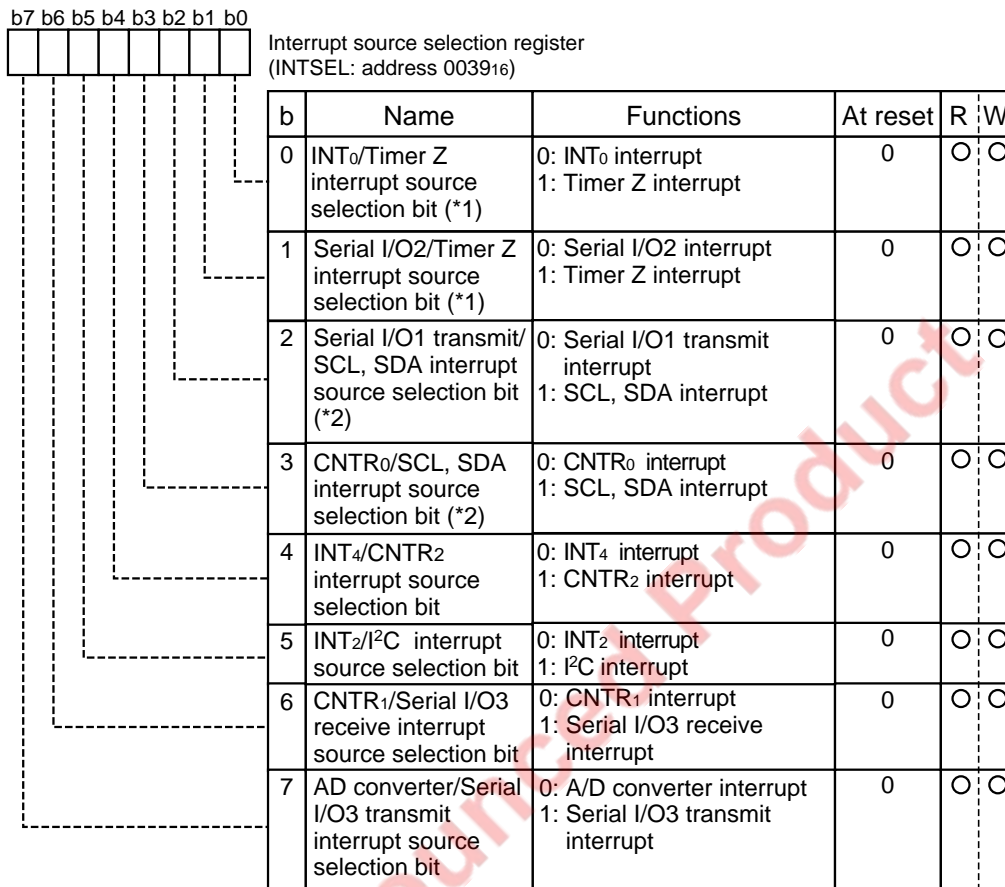 b7 b6 b5 b4 b3 b2 b1 b0
Interrupt source selection register
(INTSEL: address 003916)
b Name Functions At reset R W
0 INT0/Timer Z
interrupt source
selection bit (*1)
0: INT0 interrupt
1: Timer Z interrupt
0
1 Serial I/O2/Timer Z
interrupt source
selection bit (*1)
0: Serial I/O2 interrupt
1: Timer Z interrupt
0
2 Serial I/O1 transmit/
SCL, SDA interrupt
source selection bit
(*2)
0: Serial I/O1 transmit
interrupt
1: SCL, SDA interrupt
0
3 CNTR0/SCL, SDA
interrupt source
selection bit (*2)
0: CNTR0 interrupt
1: SCL, SDA interrupt
0
4 INT4/CNTR2
interrupt source
selection bit
0: INT4 interrupt
1: CNTR2 interrupt
0
5 INT2/I2C interrupt
source selection bit
0: INT2 interrupt
1: I2C interrupt
0
6 CNTR1/Serial I/O3
receive interrupt
source selection bit
0: CNTR1 interrupt
1: Serial I/O3 receive
interrupt
0
7 AD converter/Serial
I/O3 transmit
interrupt source
selection bit
0: A/D converter interrupt
1: Serial I/O3 transmit
interrupt
0
ounced Product